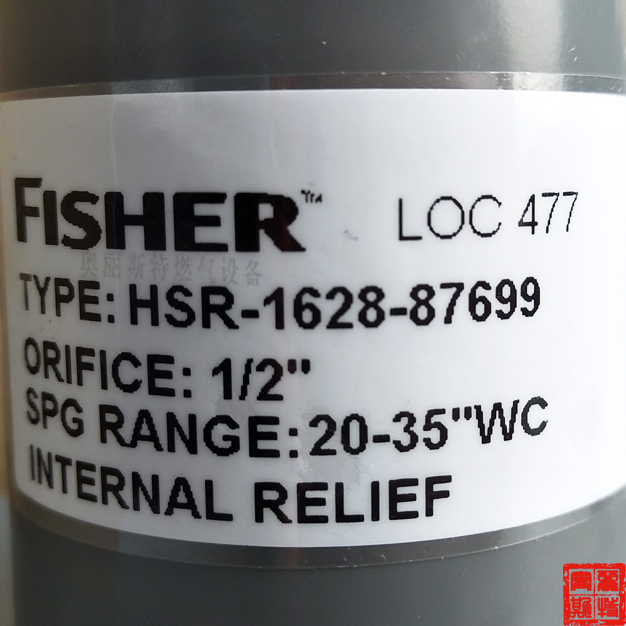 FISHER™ LOC 477
奥丽斯特燃气设备
TYPE: HSR-1628-87699
ORIFICE: 1/2"
SPG RANGE: 20-35"WC
INTERNAL RELIEF